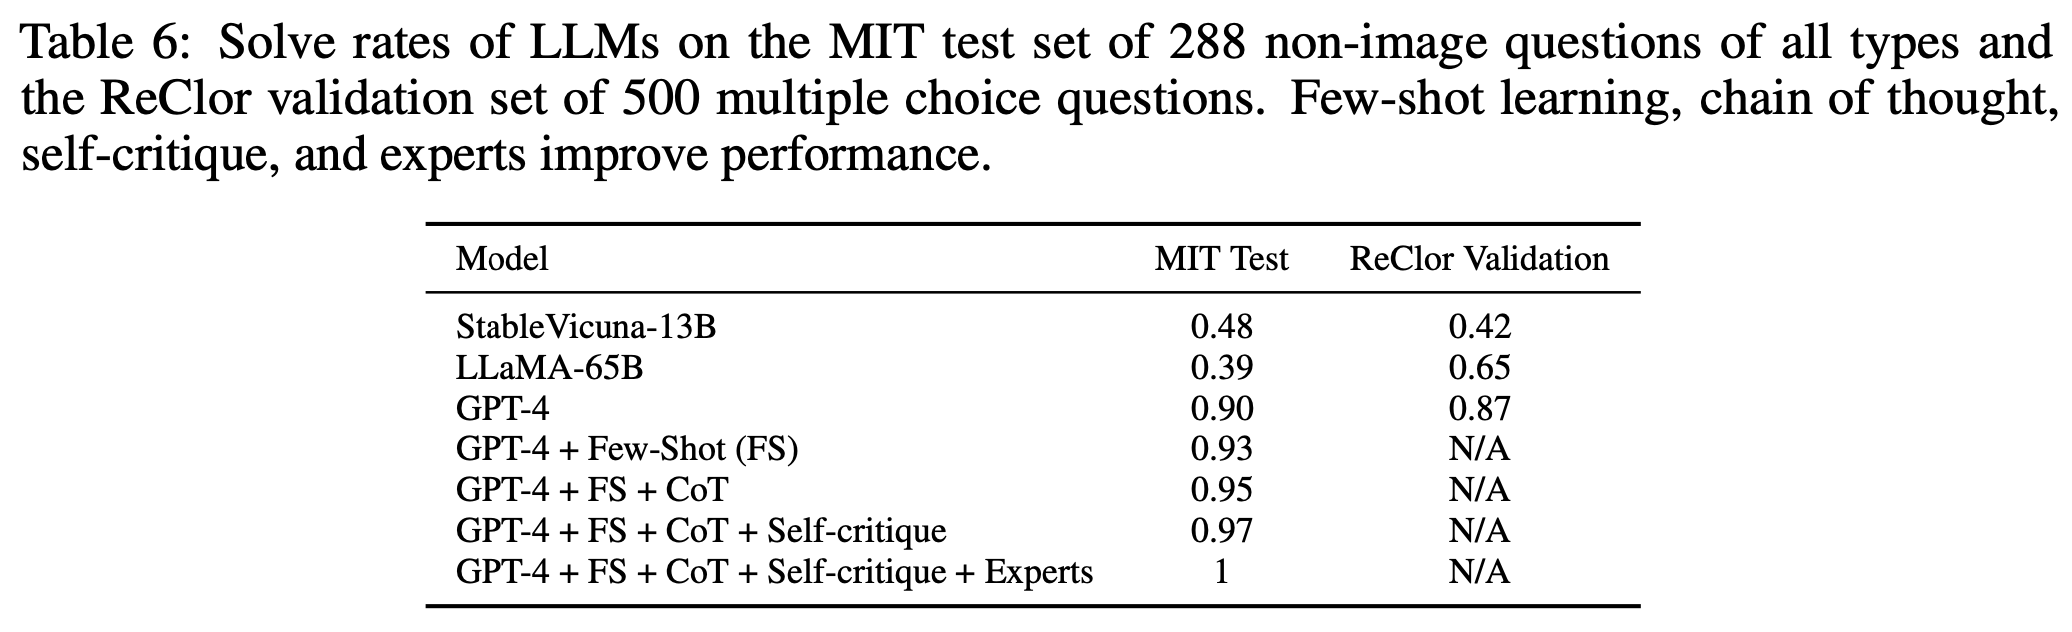 Table 6: Solve rates of LLMs on the MIT test set of 288 non-image questions of all types and
the ReClor validation set of 500 multiple choice questions. Few-shot learning, chain of thought,
self-critique, and experts improve performance.
Model MIT Test ReClor Validation
StableVicuna-13B 0.48 0.42
LLaMA-65B 0.39 0.65
GPT-4 0.90 0.87
GPT-4 + Few-Shot (FS) 0.93 N/A
GPT-4 + FS + CoT 0.95 N/A
GPT-4 + FS + CoT + Self-critique 0.97 N/A
GPT-4 + FS + CoT + Self-critique + Experts 1 N/A